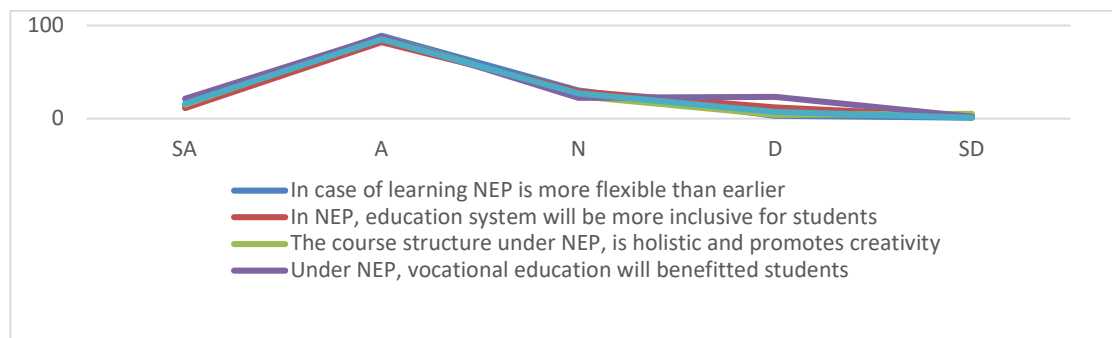 100
0
SA A N D SD
In case of learning NEP is more flexible than earlier
In NEP, education system will be more inclusive for students
The course structure under NEP, is holistic and promotes creativity
Under NEP, vocational education will benefitted students